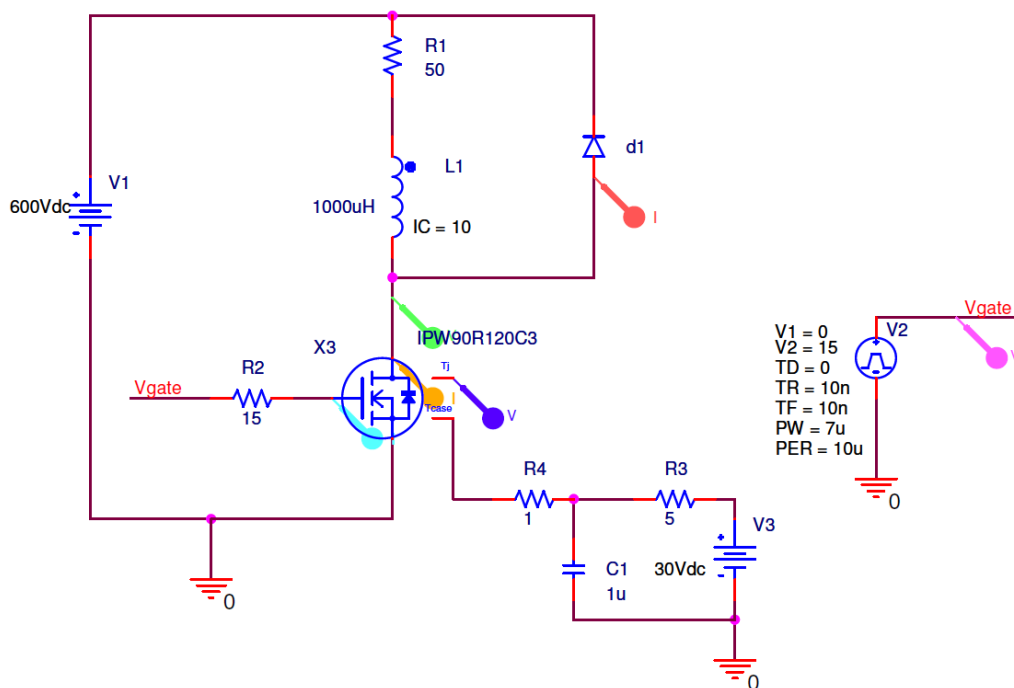 R1
50
V1
+
600Vdc
-
L1
1000uH
IC = 10
d1
I
IPW90R120C3
X3
Tj
Vgate
R2
15
I
Tcase
V
R4
1
R3
5
C1
1u
V3
+
30Vdc
-
0
0
Vgate
V1 = 0
V2 = 15
TD = 0
TR = 10n
TF = 10n
PW = 7u
PER = 10u
V2
+
-
V
0